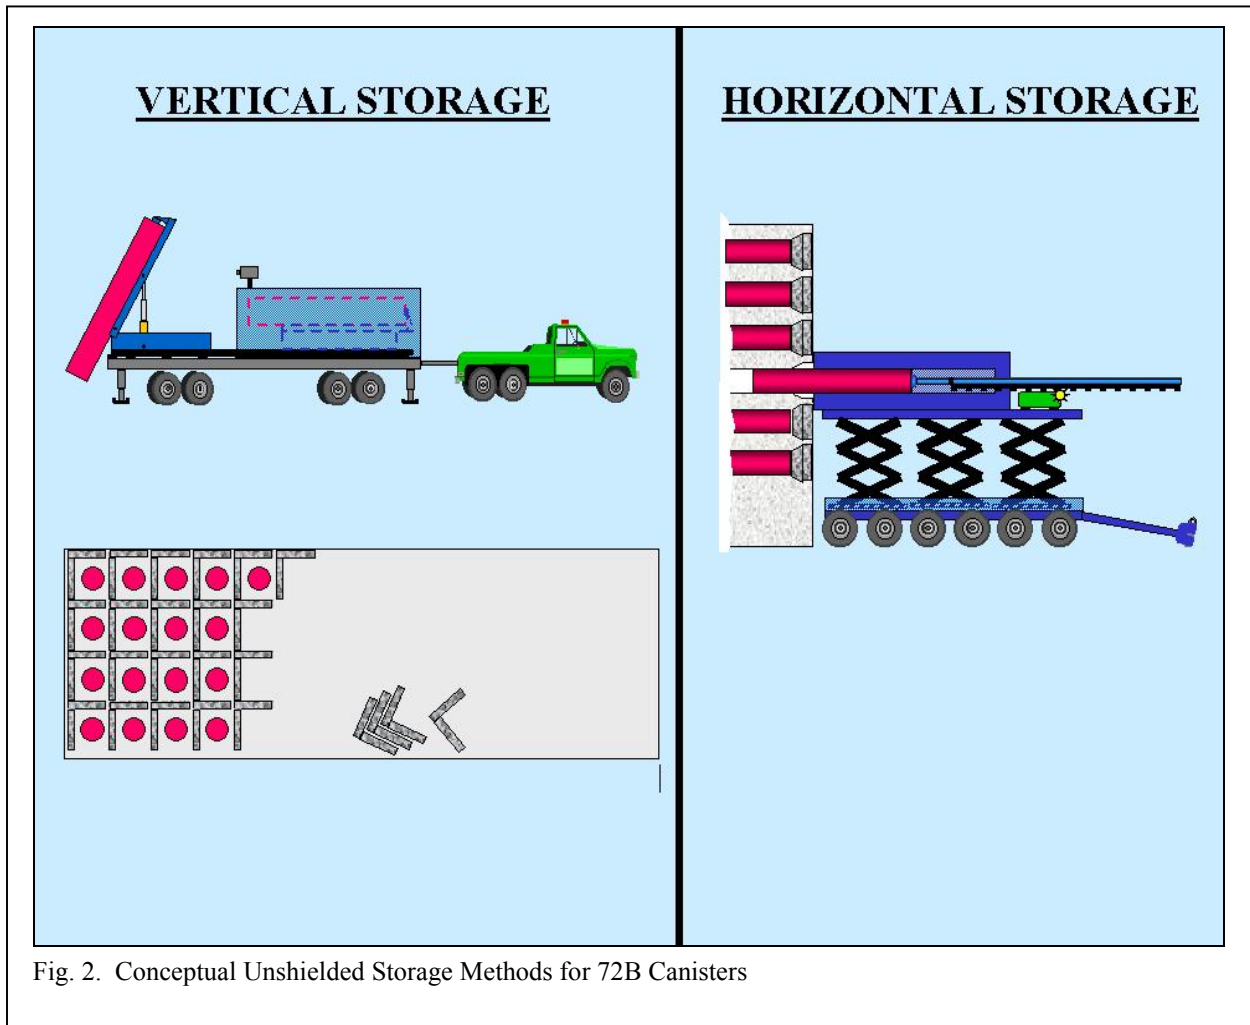 VERTICAL STORAGE
HORIZONTAL STORAGE
Fig. 2. Conceptual Unshielded Storage Methods for 72B Canisters